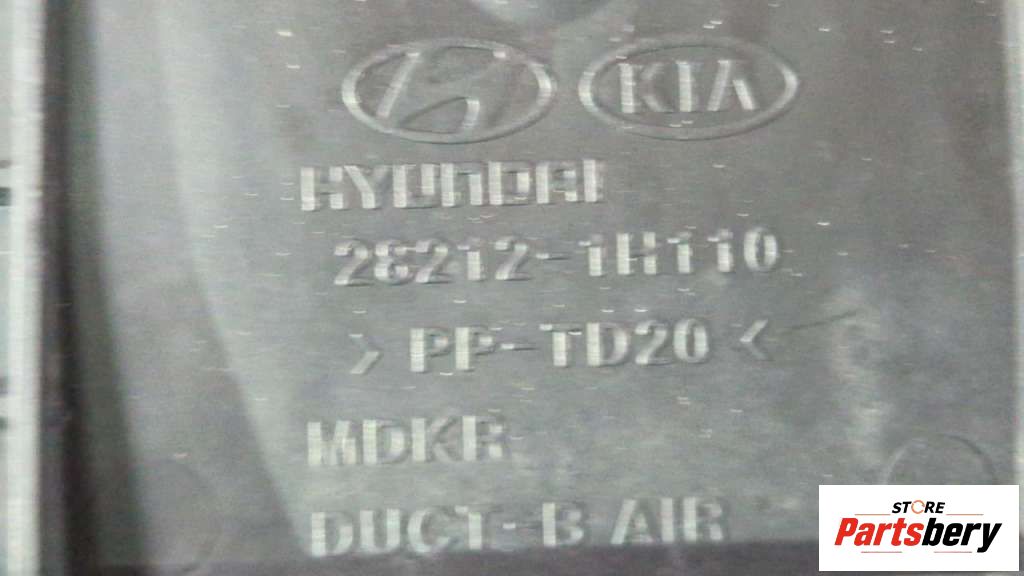 KIA
HYUNDAI
28212-1H110
> PP-TD20 <
MDKR
DUCT-B AIR
STORE
Partsbery